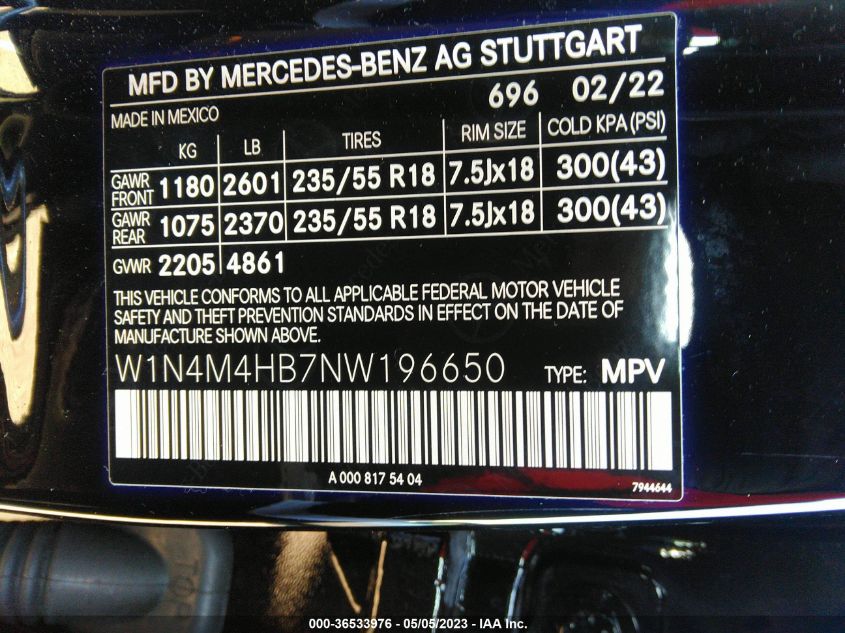 MFD BY MERCEDES-BENZ AG STUTTGART
696 02/22
MADE IN MEXICO
KG LB TIRES RIM SIZE COLD KPA (PSI)
GAWR FRONT 1180 2601 235/55 R18 7.5Jx18 300(43)
GAWR REAR 1075 2370 235/55 R18 7.5Jx18 300(43)
GVWR 2205 4861
THIS VEHICLE CONFORMS TO ALL APPLICABLE FEDERAL MOTOR VEHICLE
SAFETY AND THEFT PREVENTION STANDARDS IN EFFECT ON THE DATE OF
MANUFACTURE SHOWN ABOVE.
W1N4M4HB7NW196650 TYPE: MPV
A 000 817 54 04
7944644
TOP
000-36533976 - 05/05/2023 - IAA Inc.